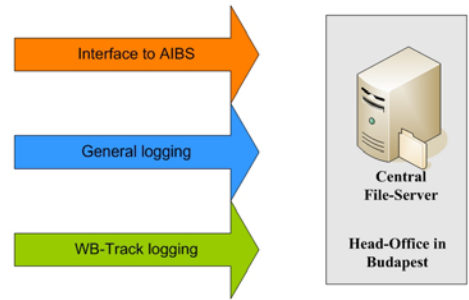 Interface to AIBS
General logging
WB-Track logging
Central
File-Server
Head-Office in
Budapest